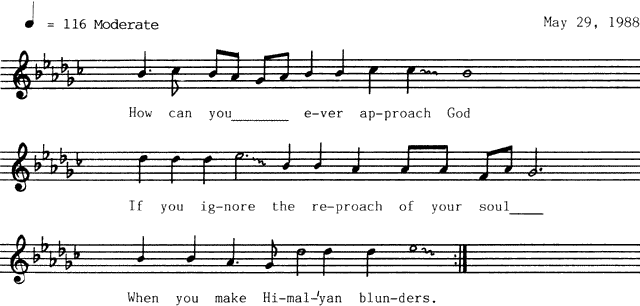 = 116 Moderate
May 29, 1988
How can you_______ e-ver ap-proach God
If you ig-nore the re-proach of your soul____
When you make Hi-mal-'yan blun-ders.